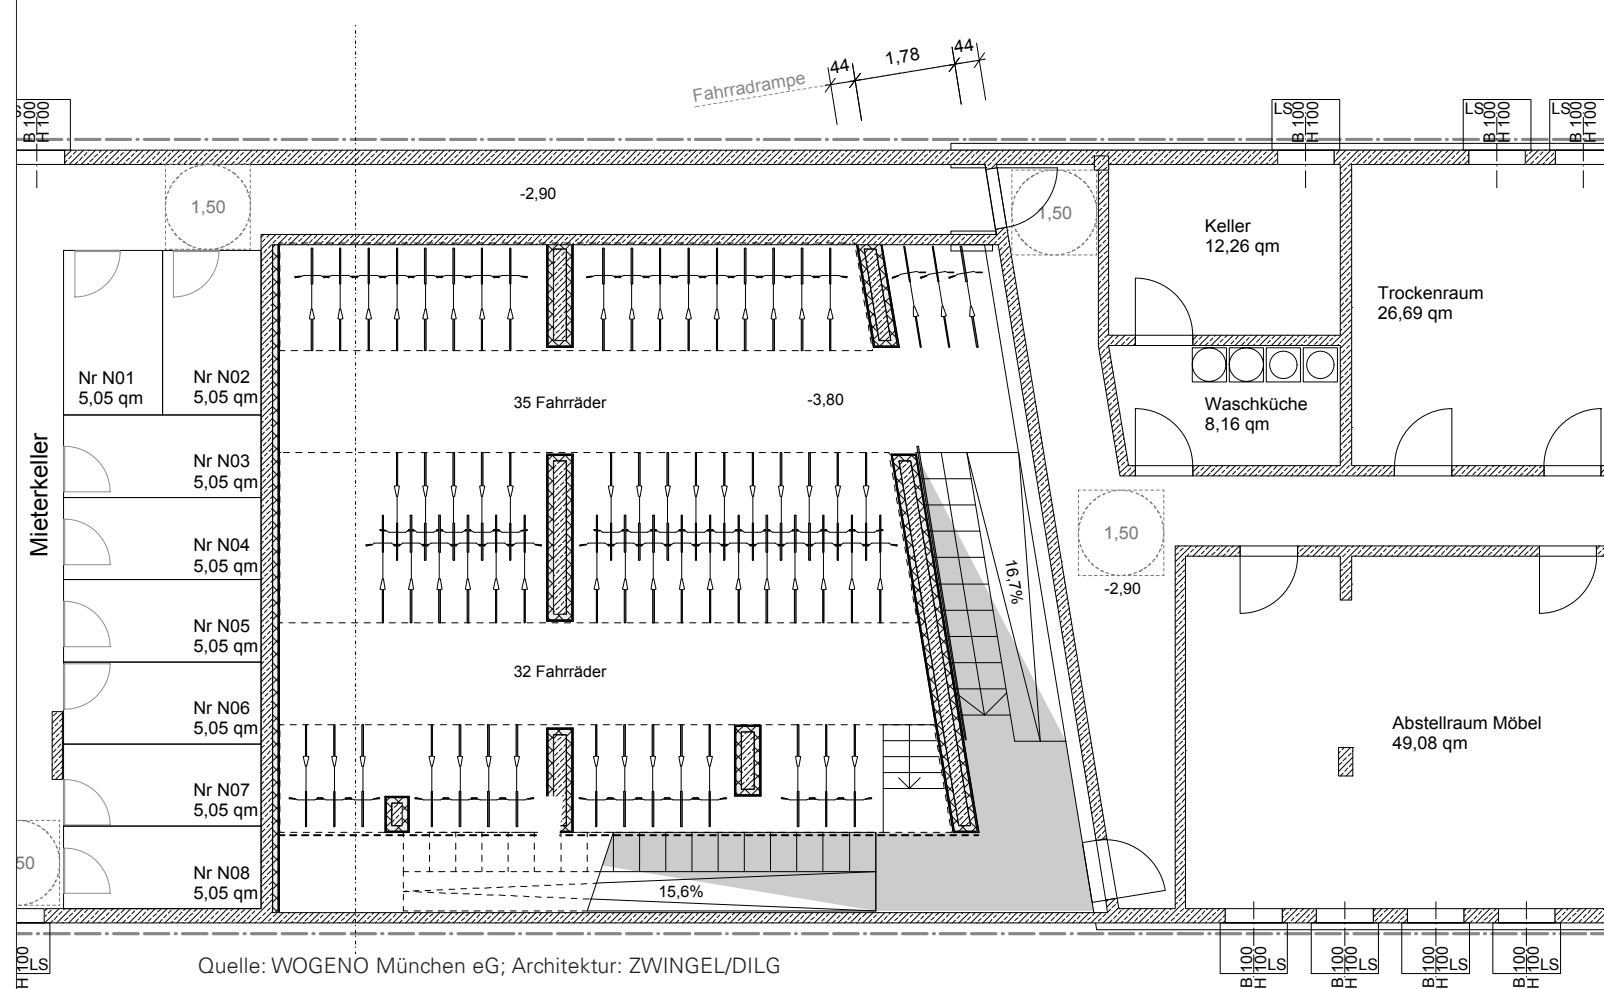 Fahrradrampe
44
1,78
44
B 100
H 100
LS
B 100
H 100
LS
B 100
H 100
LS
B 100
H 100
1,50
-2,90
1,50
Keller
12,26 qm
Trockenraum
26,69 qm
Nr N01
5,05 qm
Nr N02
5,05 qm
35 Fahrräder
-3,80
Waschküche
8,16 qm
Mieterkeller
Nr N03
5,05 qm
Nr N04
5,05 qm
16,7%
1,50
-2,90
Nr N05
5,05 qm
32 Fahrräder
Nr N06
5,05 qm
Abstellraum Möbel
49,08 qm
Nr N07
5,05 qm
50
Nr N08
5,05 qm
15,6%
H 100
LS
B 100
H 100
LS
B 100
H 100
LS
B 100
H 100
LS
B 100
H 100
LS
Quelle: WOGENO München eG; Architektur: ZWINGEL/DILG